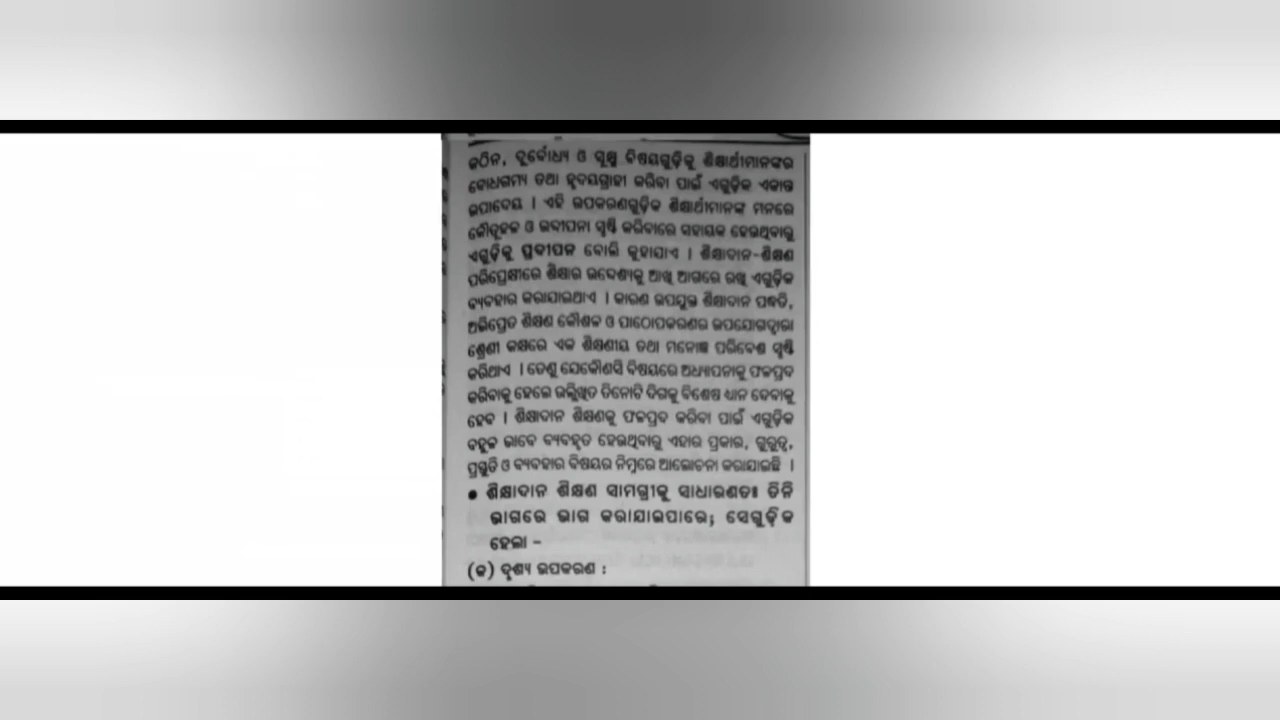 କଠିନ, ଦୁର୍ବୋଧ୍ୟ ଓ ସୂକ୍ଷ୍ମ ବିଷୟଗୁଡ଼ିକୁ ଶିକ୍ଷାର୍ଥୀମାନଙ୍କର
ବୋଧଗମ୍ୟ ତଥା ହୃଦୟଗ୍ରାହୀ କରିବା ପାଇଁ ଏଗୁଡ଼ିକ ଏକାନ୍ତ
ଉପାଦେୟ । ଏହି ଉପକରଣଗୁଡ଼ିକ ଶିକ୍ଷାର୍ଥୀମାନଙ୍କ ମନରେ
କୌତୂହଳ ଓ ଉଦ୍ଦୀପନା ସୃଷ୍ଟି କରିବାରେ ସହାୟକ ହେଉଥିବାରୁ
ଏଗୁଡ଼ିକୁ ପ୍ରଦୀପନ ବୋଲି କୁହାଯାଏ । ଶିକ୍ଷାଦାନ-ଶିକ୍ଷଣ
ପରିପ୍ରେକ୍ଷୀରେ ଶିକ୍ଷାର ଉଦ୍ଦେଶ୍ୟକୁ ଆଖି ଆଗରେ ରଖି ଏଗୁଡ଼ିକ
ବ୍ୟବହାର କରାଯାଇଥାଏ । କାରଣ ଉପଯୁକ୍ତ ଶିକ୍ଷାଦାନ ପଦ୍ଧତି,
ଅଭିପ୍ରେତ ଶିକ୍ଷଣ କୌଶଳ ଓ ପାଠୋପକରଣର ଉପଯୋଗଦ୍ୱାରା
ଶ୍ରେଣୀ କକ୍ଷରେ ଏକ ଶିକ୍ଷଣୀୟ ତଥା ମନୋଜ୍ଞ ପରିବେଶ ସୃଷ୍ଟି
କରିଥାଏ । ତେଣୁ ଯେକୌଣସି ବିଷୟରେ ଅଧ୍ୟାପନାକୁ ଫଳପ୍ରଦ
କରିବାକୁ ହେଲେ ଉଲ୍ଲିଖିତ ତିନୋଟି ଦିଗକୁ ବିଶେଷ ଧ୍ୟାନ ଦେବାକୁ
ହେବ । ଶିକ୍ଷାଦାନ ଶିକ୍ଷଣକୁ ଫଳପ୍ରଦ କରିବା ପାଇଁ ଏଗୁଡ଼ିକ
ବହୁଳ ଭାବେ ବ୍ୟବହୃତ ହେଉଥିବାରୁ ଏହାର ପ୍ରକାର, ଗୁରୁତ୍ୱ,
ପ୍ରସ୍ତୁତି ଓ ବ୍ୟବହାର ବିଷୟର ନିମ୍ନରେ ଆଲୋଚନା କରାଯାଇଛି ।
● ଶିକ୍ଷାଦାନ ଶିକ୍ଷଣ ସାମଗ୍ରୀକୁ ସାଧାରଣତଃ ତିନି
ଭାଗରେ ଭାଗ କରାଯାଇପାରେ; ସେଗୁଡ଼ିକ
ହେଲା –
(କ) ଦୃଶ୍ୟ ଉପକରଣ :